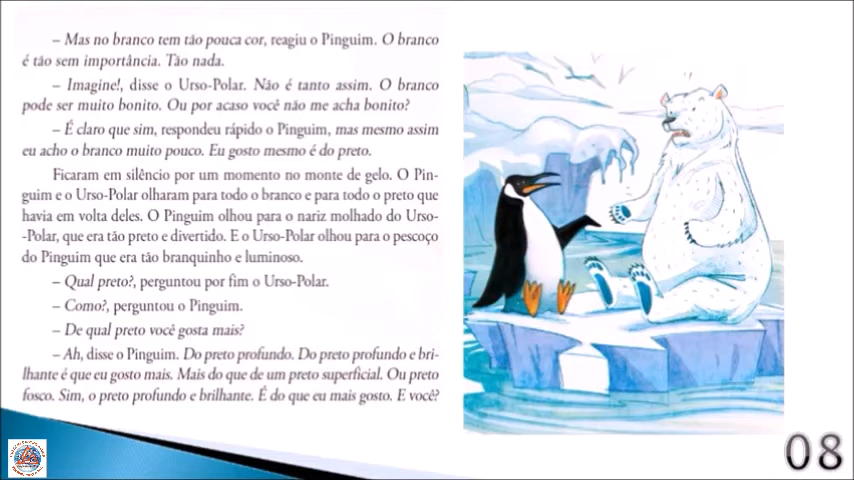 – Mas no branco tem tão pouca cor, reagiu o Pinguim. O branco
é tão sem importância. Tão nada.
– Imagine!, disse o Urso-Polar. Não é tanto assim. O branco
pode ser muito bonito. Ou por acaso você não me acha bonito?
– É claro que sim, respondeu rápido o Pinguim, mas mesmo assim
eu acho o branco muito pouco. Eu gosto mesmo é do preto.
Ficaram em silêncio por um momento no monte de gelo. O Pin-
guim e o Urso-Polar olharam para todo o branco e para todo o preto que
havia em volta deles. O Pinguim olhou para o nariz molhado do Urso-
-Polar, que era tão preto e divertido. E o Urso-Polar olhou para o pescoço
do Pinguim que era tão branquinho e luminoso.
– Qual preto?, perguntou por fim o Urso-Polar.
– Como?, perguntou o Pinguim.
– De qual preto você gosta mais?
– Ah, disse o Pinguim. Do preto profundo. Do preto profundo e bri-
lhante é que eu gosto mais. Mais do que de um preto superficial. Ou preto
fosco. Sim, o preto profundo e brilhante. É do que eu mais gosto. E você?
08